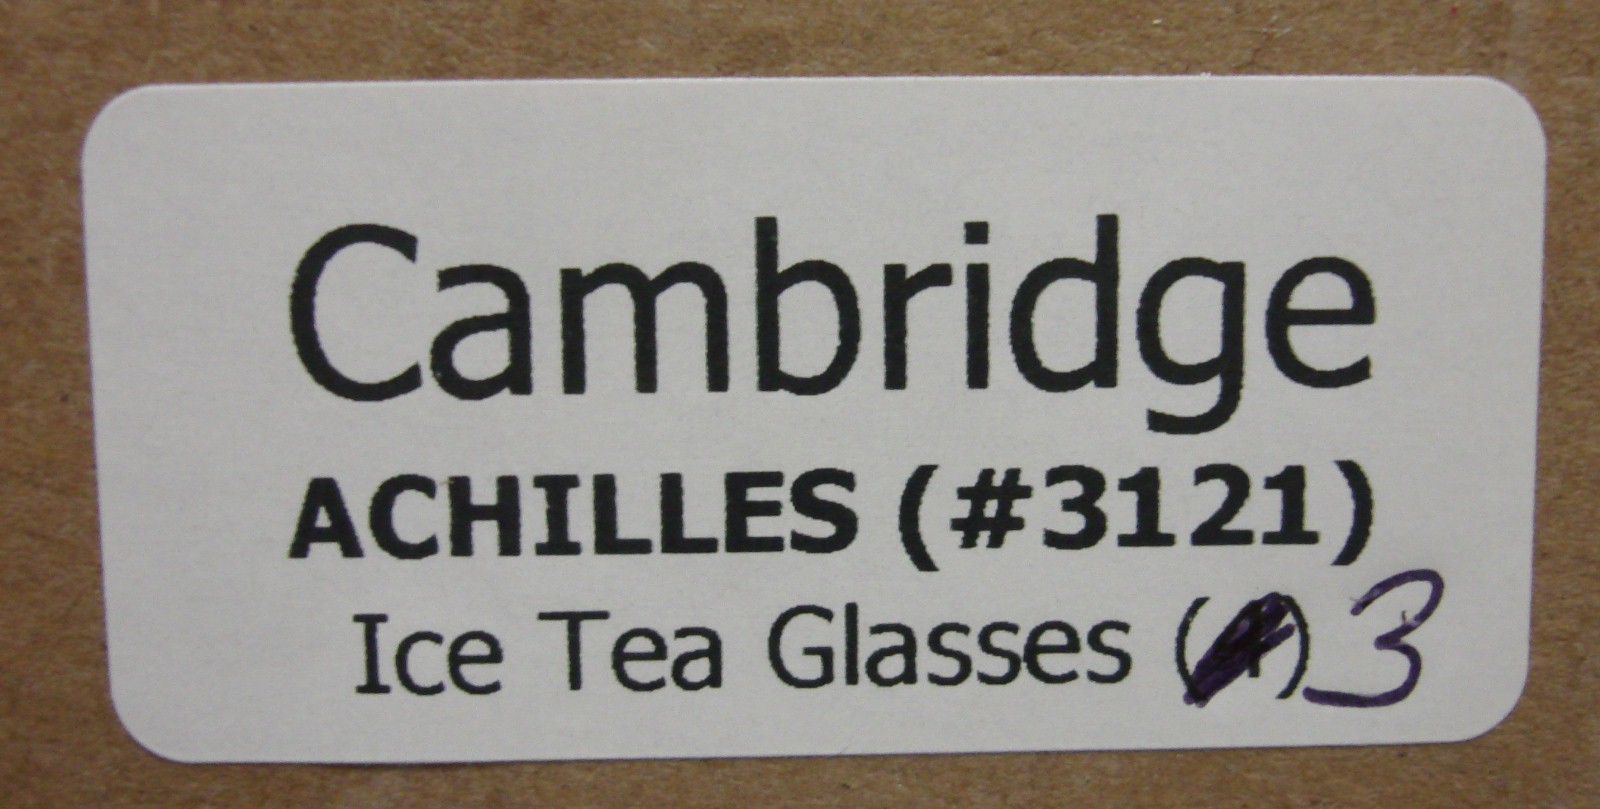 Cambridge
ACHILLES (#3121)
Ice Tea Glasses () 3